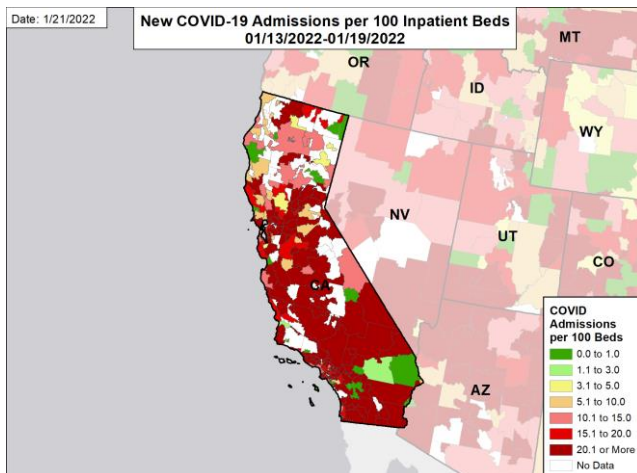 Date: 1/21/2022
New COVID-19 Admissions per 100 Inpatient Beds
01/13/2022-01/19/2022
MT
OR
ID
WY
NV
UT
CO
CA
AZ
COVID
Admissions
per 100 Beds
0.0 to 1.0
1.1 to 3.0
3.1 to 5.0
5.1 to 10.0
10.1 to 15.0
15.1 to 20.0
20.1 or More
No Data